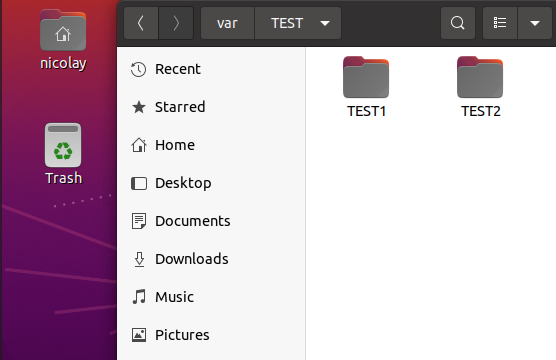 nicolay
Trash
var TEST
Recent
Starred
Home
Desktop
Documents
Downloads
Music
Pictures
TEST1 TEST2